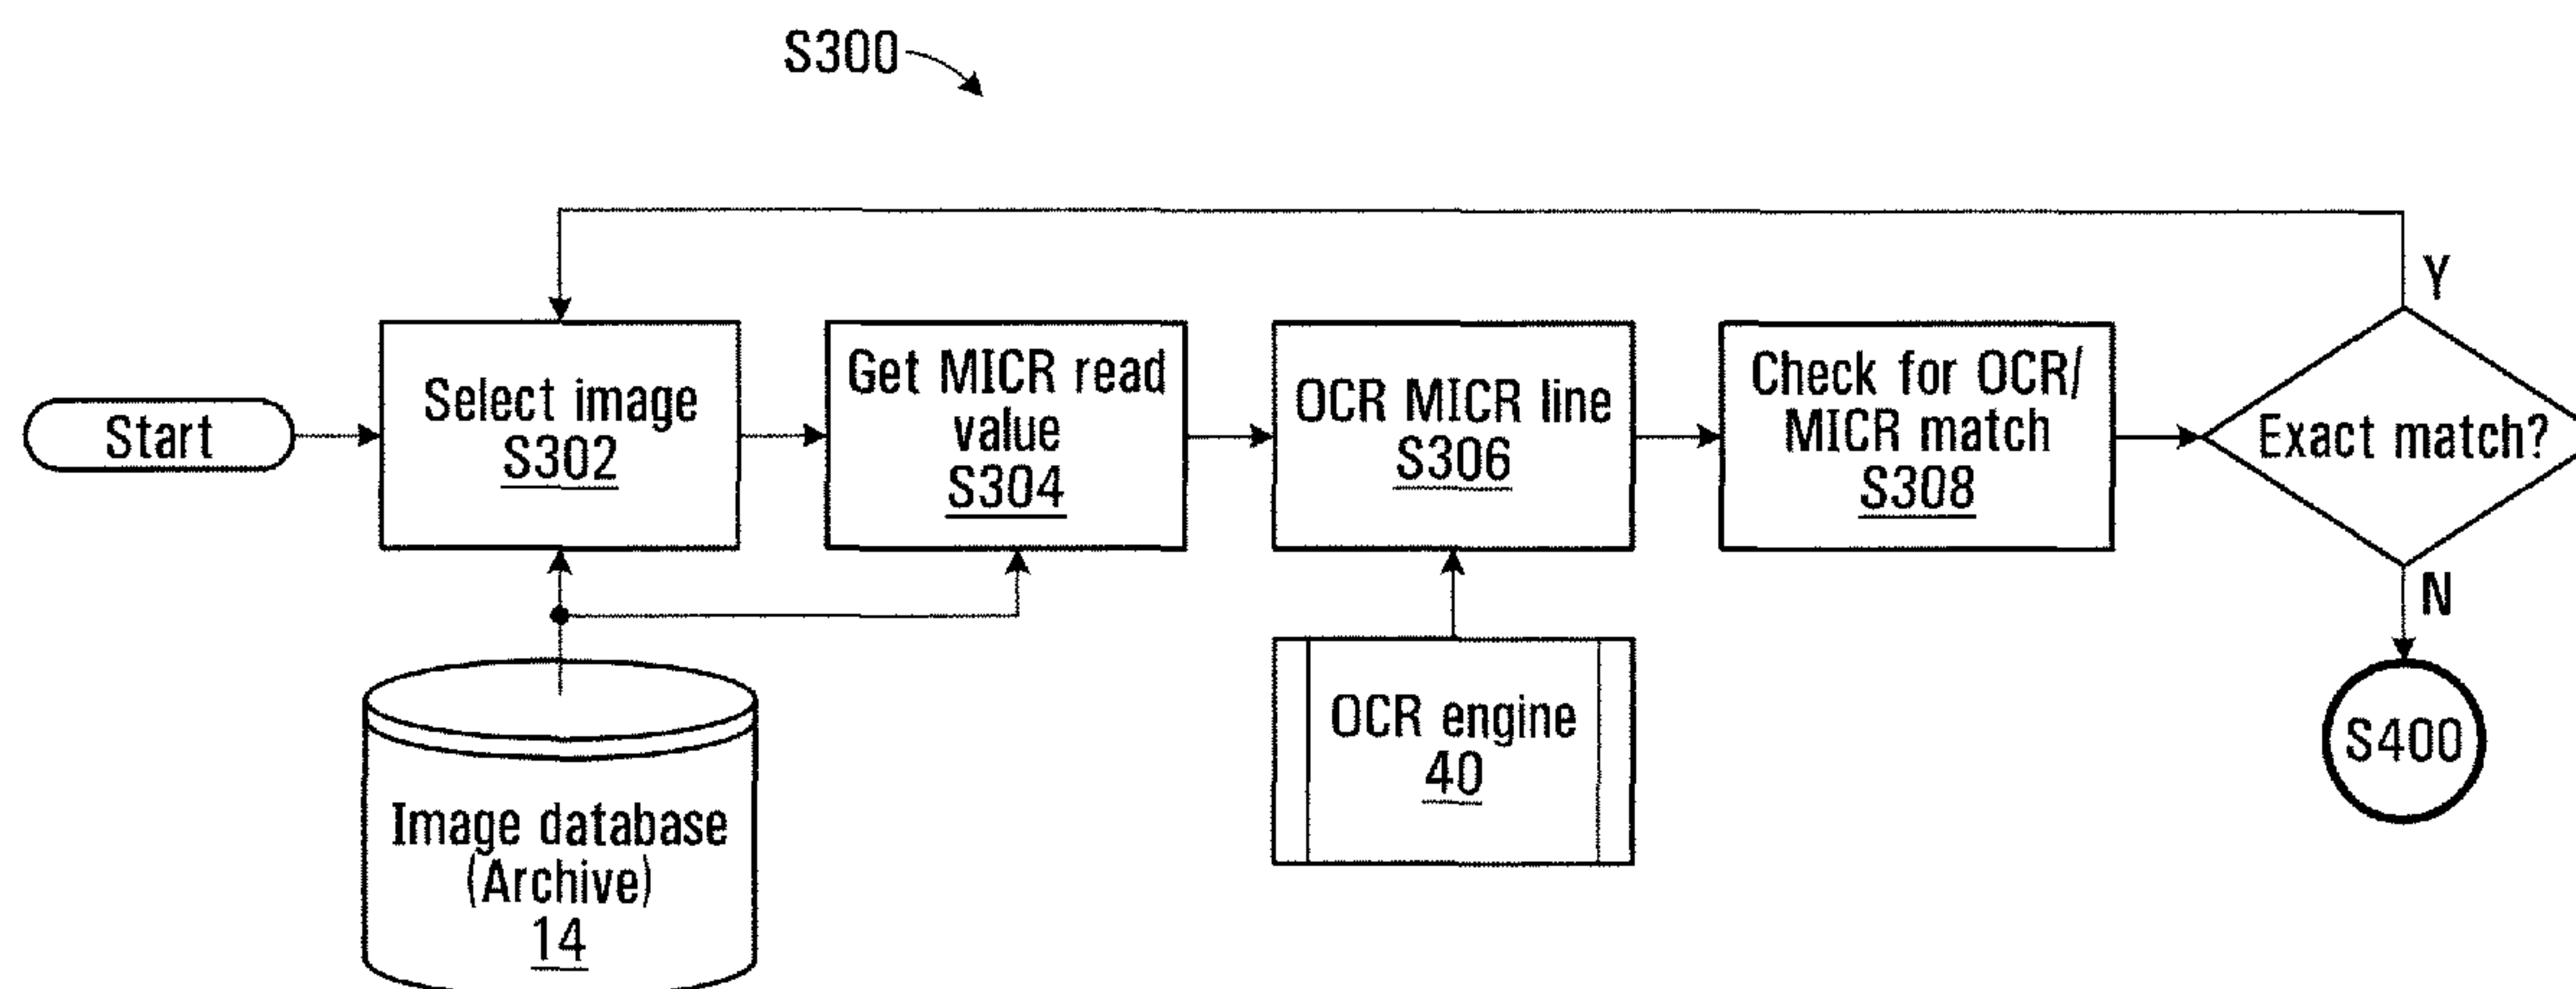 S300
Start
Select image
S302
Get MICR read
value
S304
OCR MICR line
S306
Check for OCR/
MICR match
S308
Exact match?
Y
N
S400
OCR engine
40
Image database
(Archive)
14